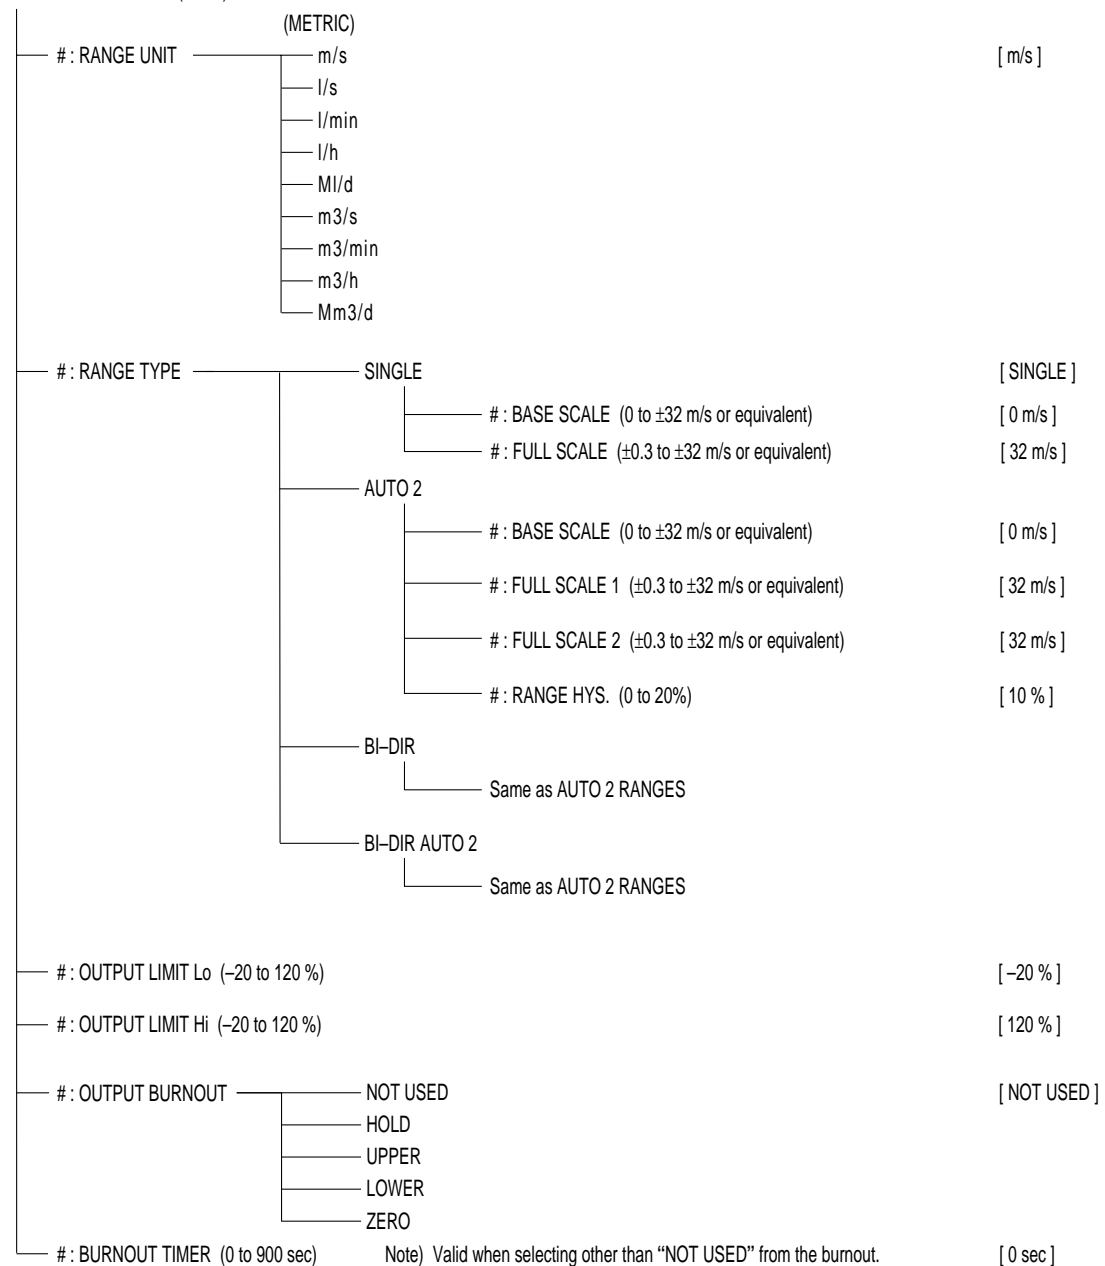 (METRIC)
# : RANGE UNIT m/s [ m/s ]
l/s
l/min
l/h
Ml/d
m3/s
m3/min
m3/h
Mm3/d
# : RANGE TYPE SINGLE [ SINGLE ]
# : BASE SCALE (0 to ±32 m/s or equivalent) [ 0 m/s ]
# : FULL SCALE (±0.3 to ±32 m/s or equivalent) [ 32 m/s ]
AUTO 2
# : BASE SCALE (0 to ±32 m/s or equivalent) [ 0 m/s ]
# : FULL SCALE 1 (±0.3 to ±32 m/s or equivalent) [ 32 m/s ]
# : FULL SCALE 2 (±0.3 to ±32 m/s or equivalent) [ 32 m/s ]
# : RANGE HYS. (0 to 20%) [ 10 % ]
BI–DIR
Same as AUTO 2 RANGES
BI–DIR AUTO 2
Same as AUTO 2 RANGES
# : OUTPUT LIMIT Lo (–20 to 120 %) [ –20 % ]
# : OUTPUT LIMIT Hi (–20 to 120 %) [ 120 % ]
# : OUTPUT BURNOUT NOT USED [ NOT USED ]
HOLD
UPPER
LOWER
ZERO
# : BURNOUT TIMER (0 to 900 sec) Note) Valid when selecting other than “NOT USED” from the burnout. [ 0 sec ]